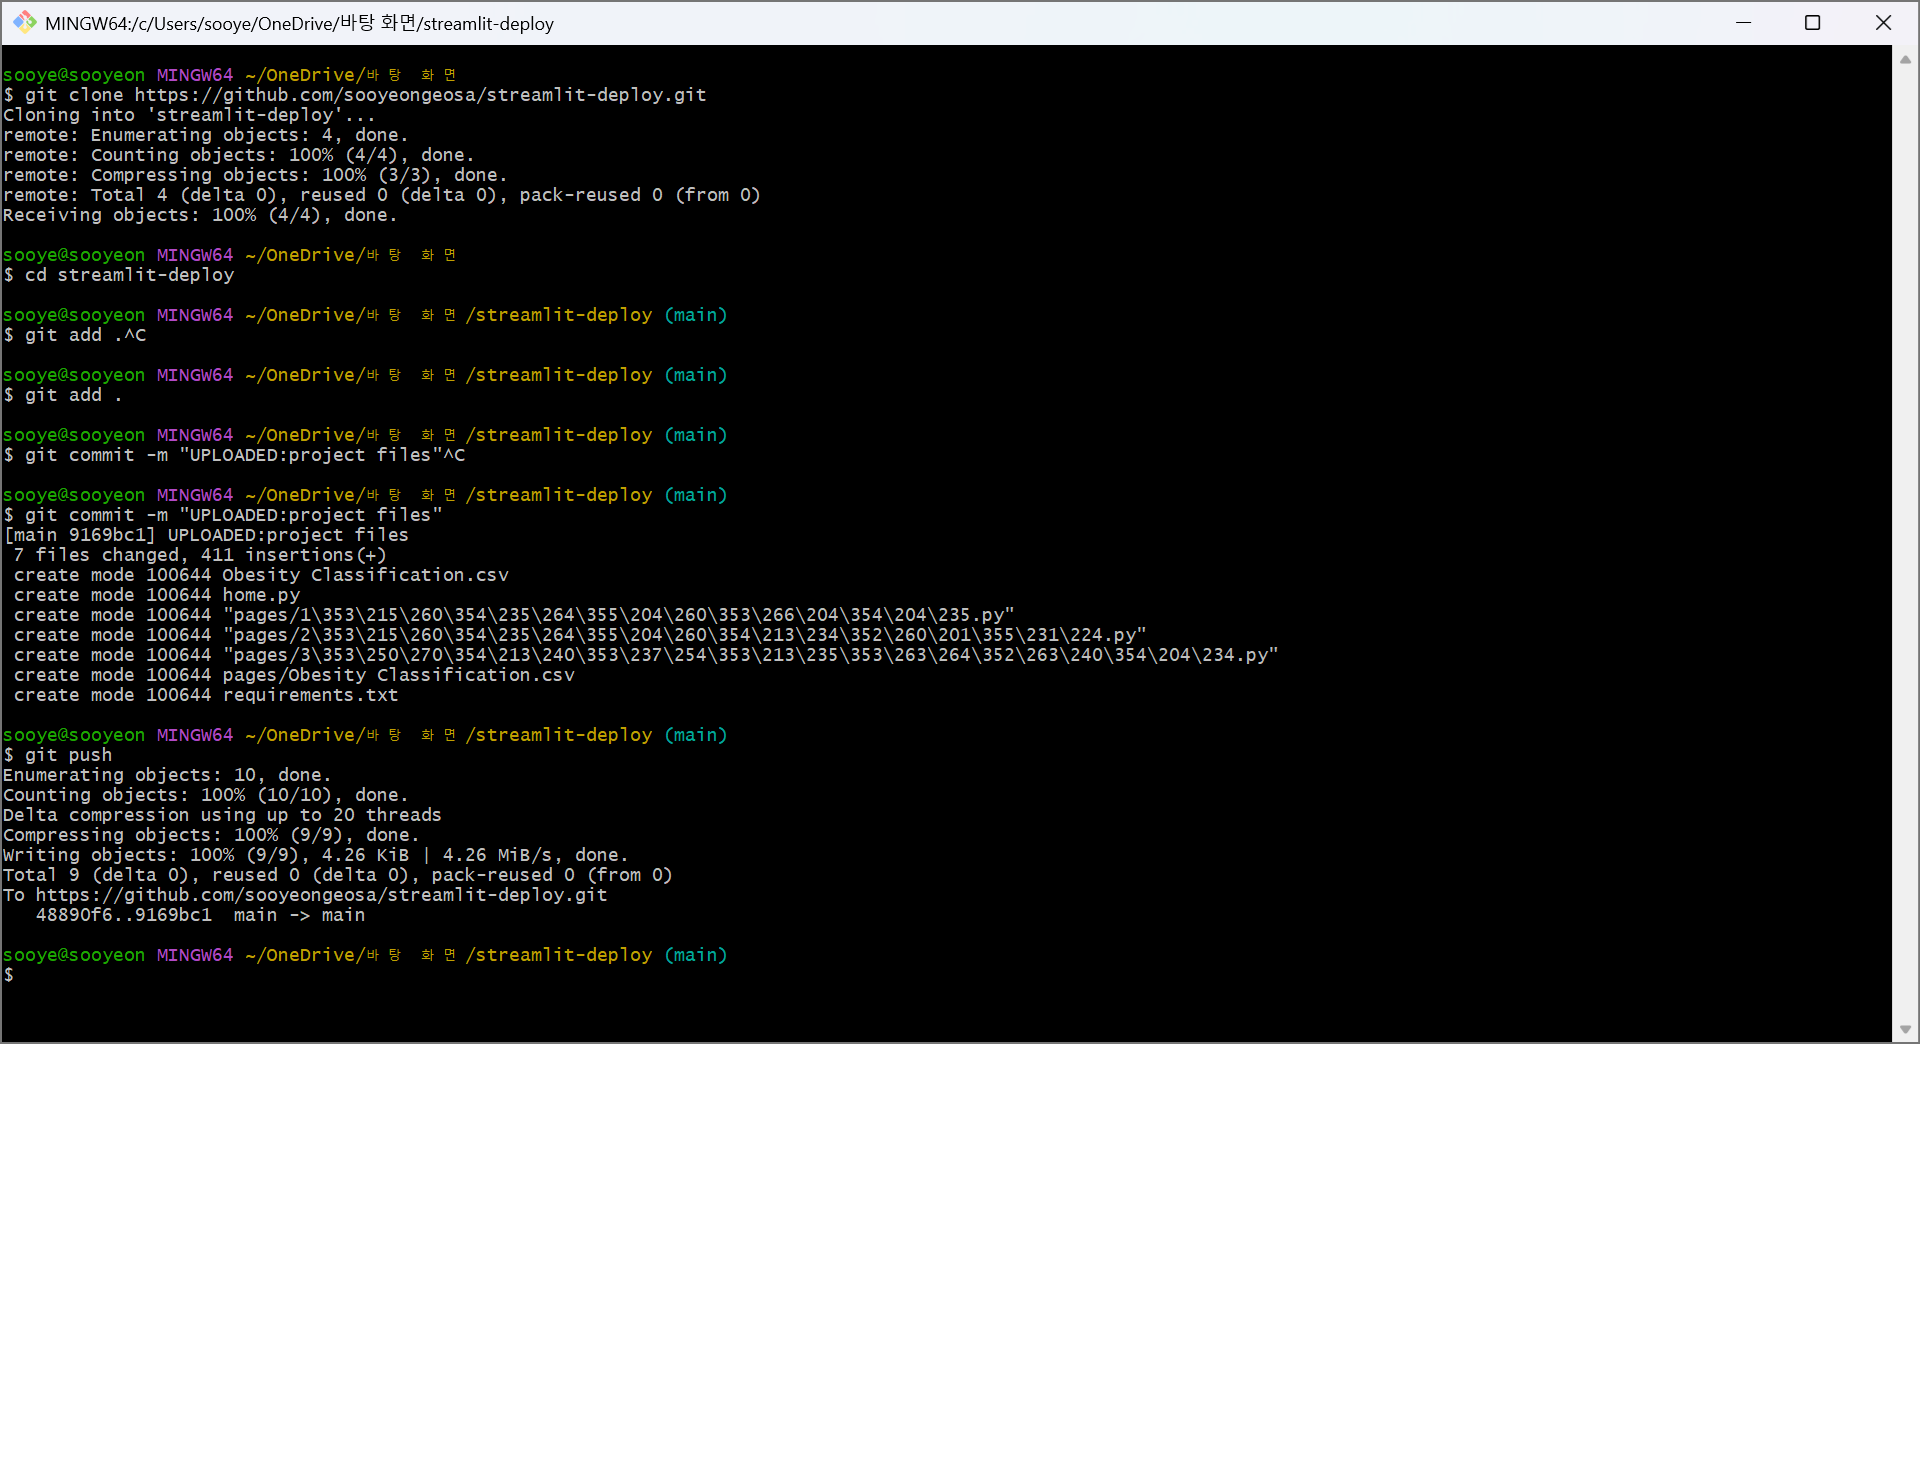 MINGW64:/c/Users/sooye/OneDrive/바탕 화면/streamlit-deploy
sooye@sooyeon MINGW64 ~/OneDrive/바탕 화면
$ git clone https://github.com/sooyeongeosa/streamlit-deploy.git
Cloning into 'streamlit-deploy'...
remote: Enumerating objects: 4, done.
remote: Counting objects: 100% (4/4), done.
remote: Compressing objects: 100% (3/3), done.
remote: Total 4 (delta 0), reused 0 (delta 0), pack-reused 0 (from 0)
Receiving objects: 100% (4/4), done.
sooye@sooyeon MINGW64 ~/OneDrive/바탕 화면
$ cd streamlit-deploy
sooye@sooyeon MINGW64 ~/OneDrive/바탕 화면/streamlit-deploy (main)
$ git add .^C
sooye@sooyeon MINGW64 ~/OneDrive/바탕 화면/streamlit-deploy (main)
$ git add .
sooye@sooyeon MINGW64 ~/OneDrive/바탕 화면/streamlit-deploy (main)
$ git commit -m "UPLOADED:project files"^C
sooye@sooyeon MINGW64 ~/OneDrive/바탕 화면/streamlit-deploy (main)
$ git commit -m "UPLOADED:project files"
[main 9169bc1] UPLOADED:project files
 7 files changed, 411 insertions(+)
 create mode 100644 Obesity Classification.csv
 create mode 100644 home.py
 create mode 100644 "pages/1\353\215\260\354\235\264\355\204\260\353\266\204\354\204\235.py"
 create mode 100644 "pages/2\353\215\260\354\235\264\355\204\260\354\213\234\352\260\201\355\231\224.py"
 create mode 100644 "pages/3\353\250\270\354\213\240\353\237\254\353\213\235\353\263\264\352\263\240\354\204\234.py"
 create mode 100644 pages/Obesity Classification.csv
 create mode 100644 requirements.txt
sooye@sooyeon MINGW64 ~/OneDrive/바탕 화면/streamlit-deploy (main)
$ git push
Enumerating objects: 10, done.
Counting objects: 100% (10/10), done.
Delta compression using up to 20 threads
Compressing objects: 100% (9/9), done.
Writing objects: 100% (9/9), 4.26 KiB | 4.26 MiB/s, done.
Total 9 (delta 0), reused 0 (delta 0), pack-reused 0 (from 0)
To https://github.com/sooyeongeosa/streamlit-deploy.git
   48890f6..9169bc1  main -> main
sooye@sooyeon MINGW64 ~/OneDrive/바탕 화면/streamlit-deploy (main)
$